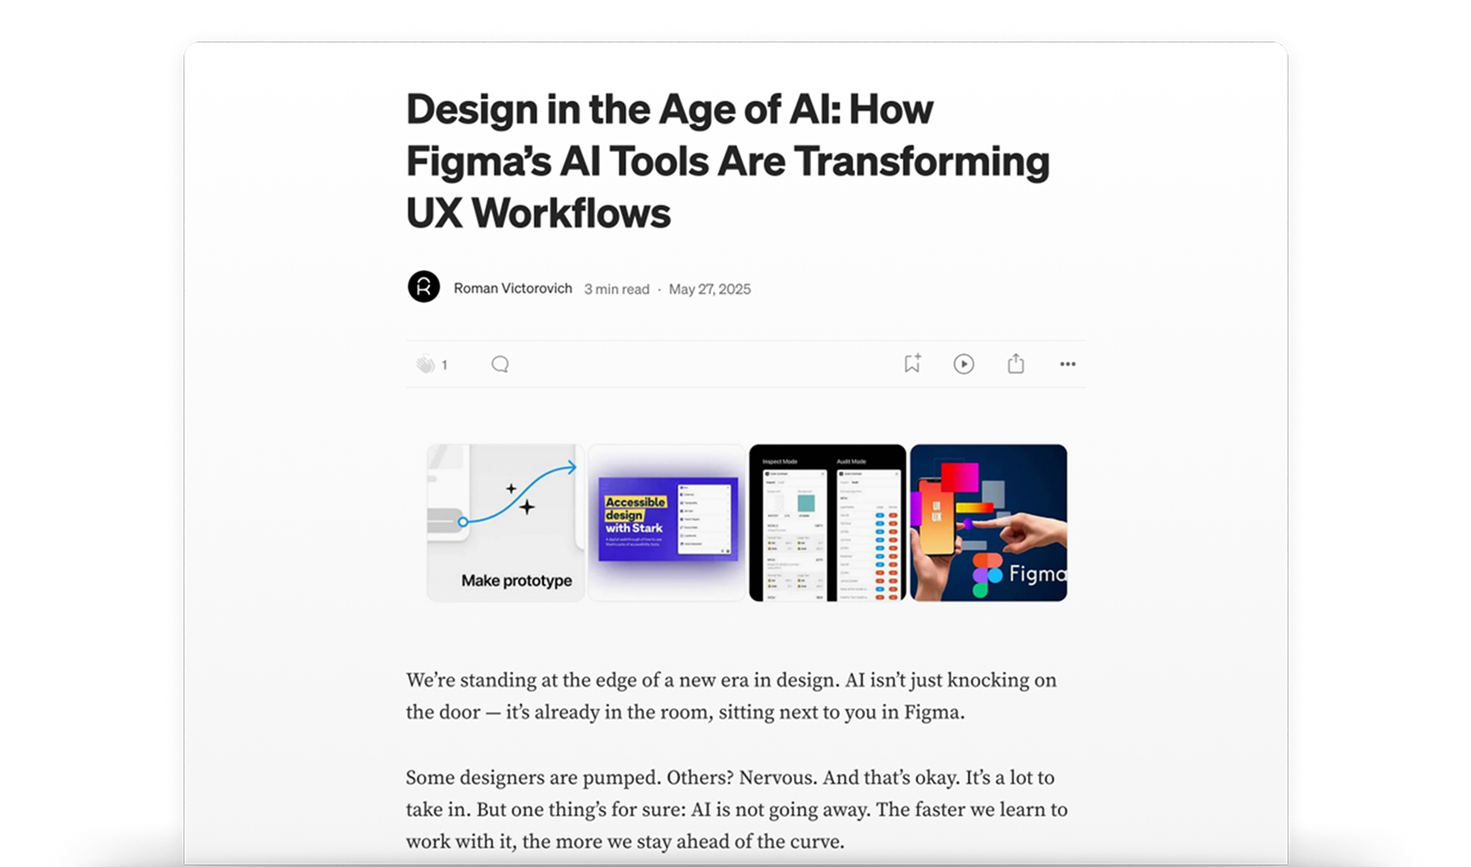 Design in the Age of AI: How
Figma’s AI Tools Are Transforming
UX Workflows
Roman Victorovich 3 min read · May 27, 2025
1
Make prototype
Accessible
design
with Stark
Inspect Mode
Audit Mode
UI
UX
Figma
We’re standing at the edge of a new era in design. AI isn’t just knocking on
the door — it’s already in the room, sitting next to you in Figma.
Some designers are pumped. Others? Nervous. And that’s okay. It’s a lot to
take in. But one thing’s for sure: AI is not going away. The faster we learn to
work with it, the more we stay ahead of the curve.